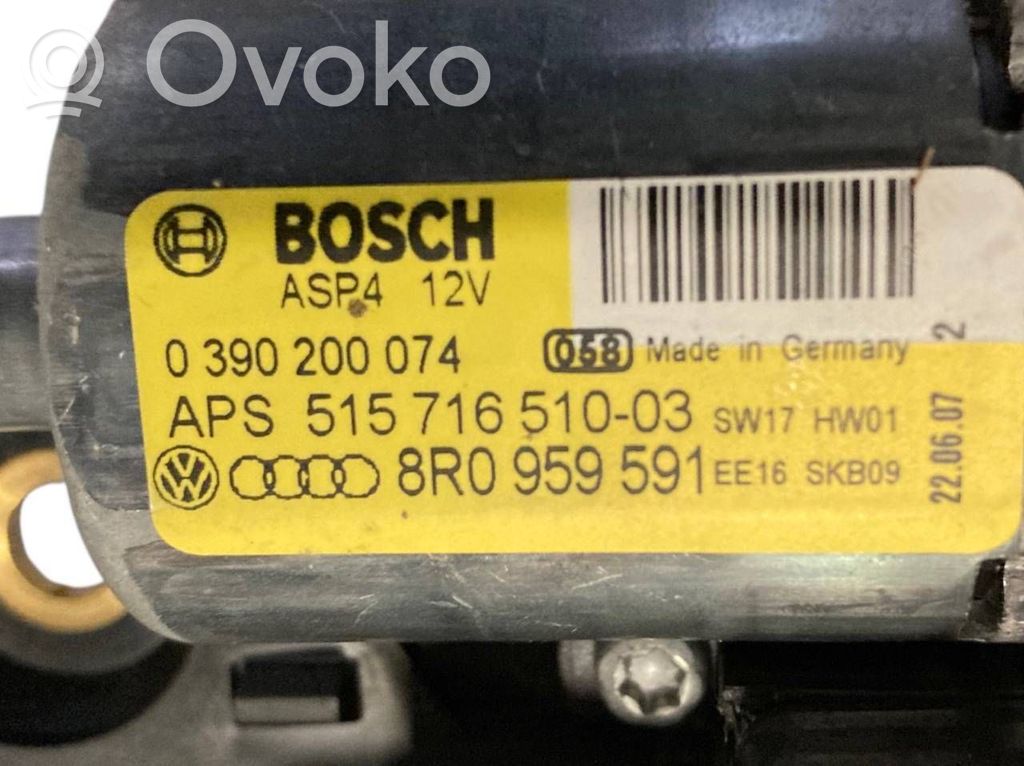 Ovoko
BOSCH
ASP4 12V
0 390 200 074 058 Made in Germany
APS 515 716 510-03 SW17 HW01
8R0 959 591 EE16 SKB09
22.06.07 2